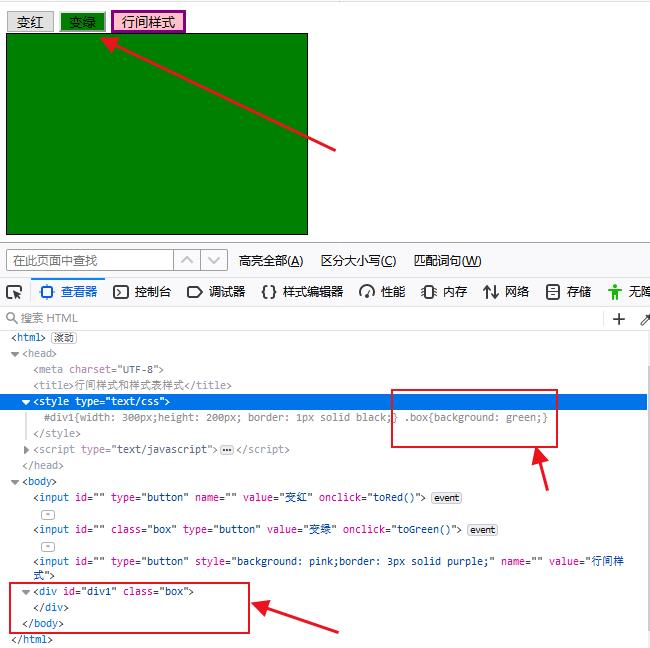 变红 变绿 行间样式
在此页面中查找 高亮全部(A) 区分大小写(C) 匹配词句(W)
查看器 控制台 调试器 样式编辑器 性能 内存 网络 存储 无障
搜索 HTML
<html> 滚动
<head>
<meta charset="UTF-8">
<title>行间样式和样式表样式</title>
<style type="text/css">
#div1{width: 300px;height: 200px; border: 1px solid black;} .box{background: green;}
</style>
<script type="text/javascript"> ••• </script>
</head>
<body>
<input id="" type="button" name="" value="变红" onclick="toRed()"> event
<input id="" class="box" type="button" value="变绿" onclick="toGreen()"> event
<input id="" type="button" style="background: pink;border: 3px solid purple;" name="" value="行间样
式">
<div id="div1" class="box">
</div>
</body>
</html>